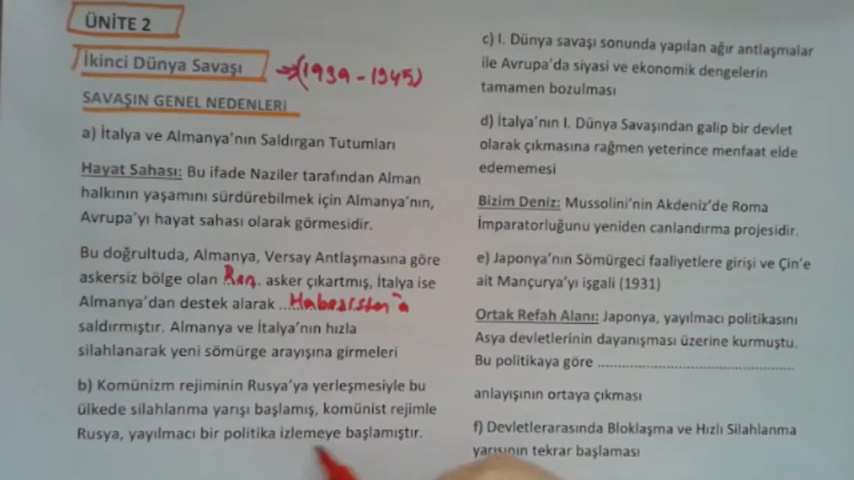 ÜNİTE 2
İkinci Dünya Savaşı →(1939-1945)
SAVAŞIN GENEL NEDENLERİ
a) İtalya ve Almanya'nın Saldırgan Tutumları
Hayat Sahası: Bu ifade Naziler tarafından Alman
halkının yaşamını sürdürebilmek için Almanya'nın,
Avrupa'yı hayat sahası olarak görmesidir.
Bu doğrultuda, Almanya, Versay Antlaşmasına göre
askersiz bölge olan Ren. asker çıkartmış, İtalya ise
Almanya'dan destek alarak ....Habesistan'a
saldırmıştır. Almanya ve İtalya'nın hızla
silahlanarak yeni sömürge arayışına girmeleri
b) Komünizm rejiminin Rusya'ya yerleşmesiyle bu
ülkede silahlanma yarışı başlamış, komünist rejimle
Rusya, yayılmacı bir politika izlemeye başlamıştır.
c) I. Dünya savaşı sonunda yapılan ağır antlaşmalar
ile Avrupa'da siyasi ve ekonomik dengelerin
tamamen bozulması
d) İtalya'nın I. Dünya Savaşından galip bir devlet
olarak çıkmasına rağmen yeterince menfaat elde
edememesi
Bizim Deniz: Mussolini'nin Akdeniz'de Roma
İmparatorluğunu yeniden canlandırma projesidir.
e) Japonya'nın Sömürgeci faaliyetlere girişi ve Çin'e
ait Mançurya'yı işgali (1931)
Ortak Refah Alanı: Japonya, yayılmacı politikasını
Asya devletlerinin dayanışması üzerine kurmuştu.
Bu politikaya göre ..................................................
anlayışının ortaya çıkması
f) Devletlerarasında Bloklaşma ve Hızlı Silahlanma
yarışının tekrar başlaması